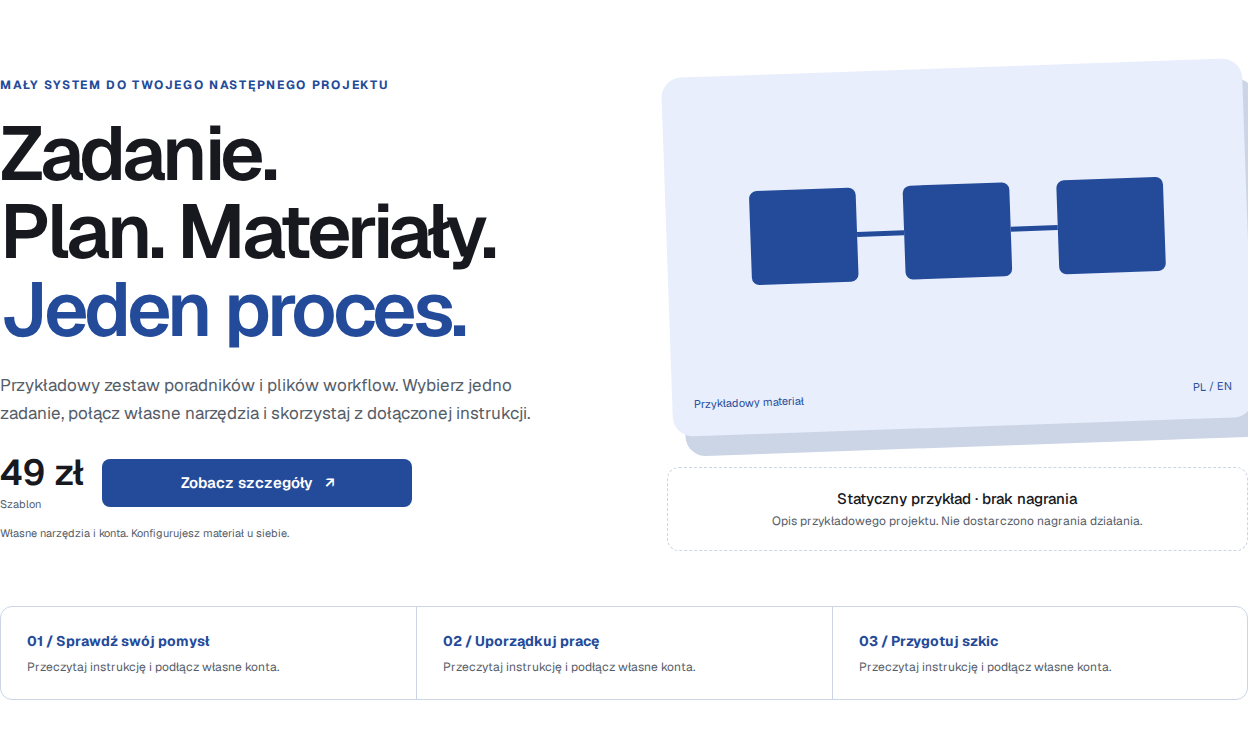 MAŁY SYSTEM DO TWOJEGO NASTĘPNEGO PROJEKTU
Zadanie.
Plan. Materiały.
Jeden proces.
Przykładowy zestaw poradników i plików workflow. Wybierz jedno
zadanie, połącz własne narzędzia i skorzystaj z dołączonej instrukcji.
49 zł
Szablon
Zobacz szczegóły ↗
Własne narzędzia i konta. Konfigurujesz materiał u siebie.
Przykładowy materiał
PL / EN
Statyczny przykład · brak nagrania
Opis przykładowego projektu. Nie dostarczono nagrania działania.
01 / Sprawdź swój pomysł
Przeczytaj instrukcję i podłącz własne konta.
02 / Uporządkuj pracę
Przeczytaj instrukcję i podłącz własne konta.
03 / Przygotuj szkic
Przeczytaj instrukcję i podłącz własne konta.